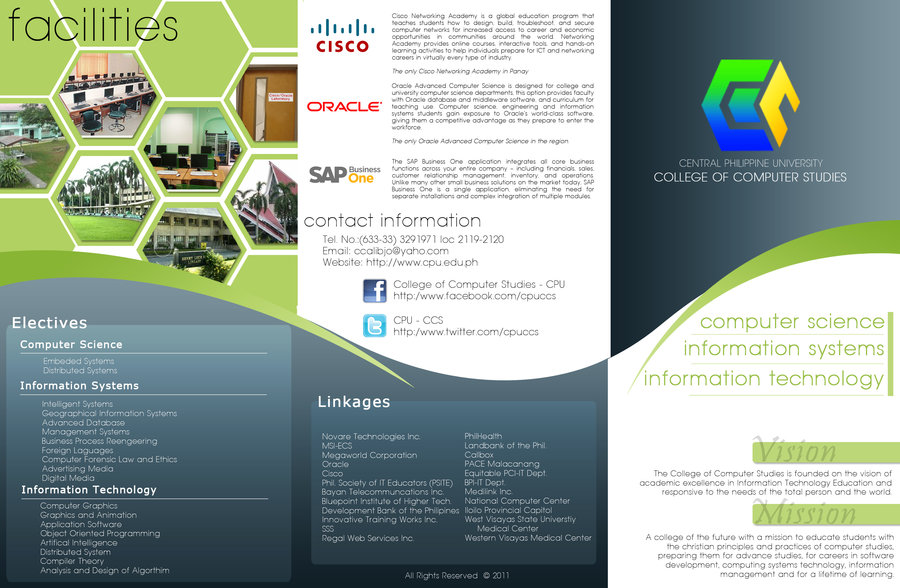 facilities
Cisco/Oracle
Laboratory
Electives
Computer Science
Embeded Systems
Distributed Systems
Information Systems
Intelligent Systems
Geographical Information Systems
Advanced Database
Management Systems
Business Process Reengeering
Foreign Laguages
Computer Forensic Law and Ethics
Advertising Media
Digital Media
Information Technology
Computer Graphics
Graphics and Animation
Application Software
Object Oriented Programming
Artifical Intelligence
Distributed System
Compiler Theory
Analysis and Design of Algorthim
CISCO
Cisco Networking Academy is a global education program that
teaches students how to design, build, troubleshoot, and secure
computer networks for increased access to career and economic
opportunities in communities around the world. Networking
Academy provides online courses, interactive tools, and hands-on
learning activities to help individuals prepare for ICT and networking
careers in virtually every type of industry.
The only Cisco Networking Academy in Panay
ORACLE
Oracle Advanced Computer Science is designed for college and
university computer science departments, this option provides faculty
with Oracle database and middleware software, and curriculum for
teaching use. Computer science, engineering and information
systems students gain exposure to Oracle's world-class software,
giving them a competitive advantage as they prepare to enter the
workforce.
The only Oracle Advanced Computer Science in the region
SAP Business One
The SAP Business One application integrates all core business
functions across your entire company – including financials, sales,
customer relationship management, inventory, and operations.
Unlike many other small business solutions on the market today, SAP
Business One is a single application, eliminating the need for
separate installations and complex integration of multiple modules.
contact information
Tel. No.:(633-33) 3291971 loc 2119-2120
Email: ccalibjo@yaho.com
Website: http://www.cpu.edu.ph
College of Computer Studies - CPU
http:/www.facebook.com/cpuccs
CPU - CCS
http:/www.twitter.com/cpuccs
Linkages
Novare Technologies Inc.
MSI-ECS
Megaworld Corporation
Oracle
Cisco
Phil. Society of IT Educators (PSITE)
Bayan Telecommuncations Inc.
Bluepoint Institute of Higher Tech.
Development Bank of the Philipines
Innovative Training Works Inc.
SSS
Regal Web Services Inc.
PhilHealth
Landbank of the Phil.
Callbox
PACE Malacanang
Equitable PCI-IT Dept.
BPI-IT Dept.
Medilink Inc.
National Computer Center
Iloilo Provincial Capitol
West Visayas State Universtiy
Medical Center
Western Visayas Medical Center
All Rights Reserved © 2011
CENTRAL PHILIPPINE UNIVERSITY
COLLEGE OF COMPUTER STUDIES
computer science
information systems
information technology
Vision
The College of Computer Studies is founded on the vision of
academic excellence in Information Technology Education and
responsive to the needs of the total person and the world.
Mission
A college of the future with a mission to educate students with
the christian principles and practices of computer studies,
preparing them for advance studies, for careers in software
development, computing systems technology, information
management and for a lifetime of learning.